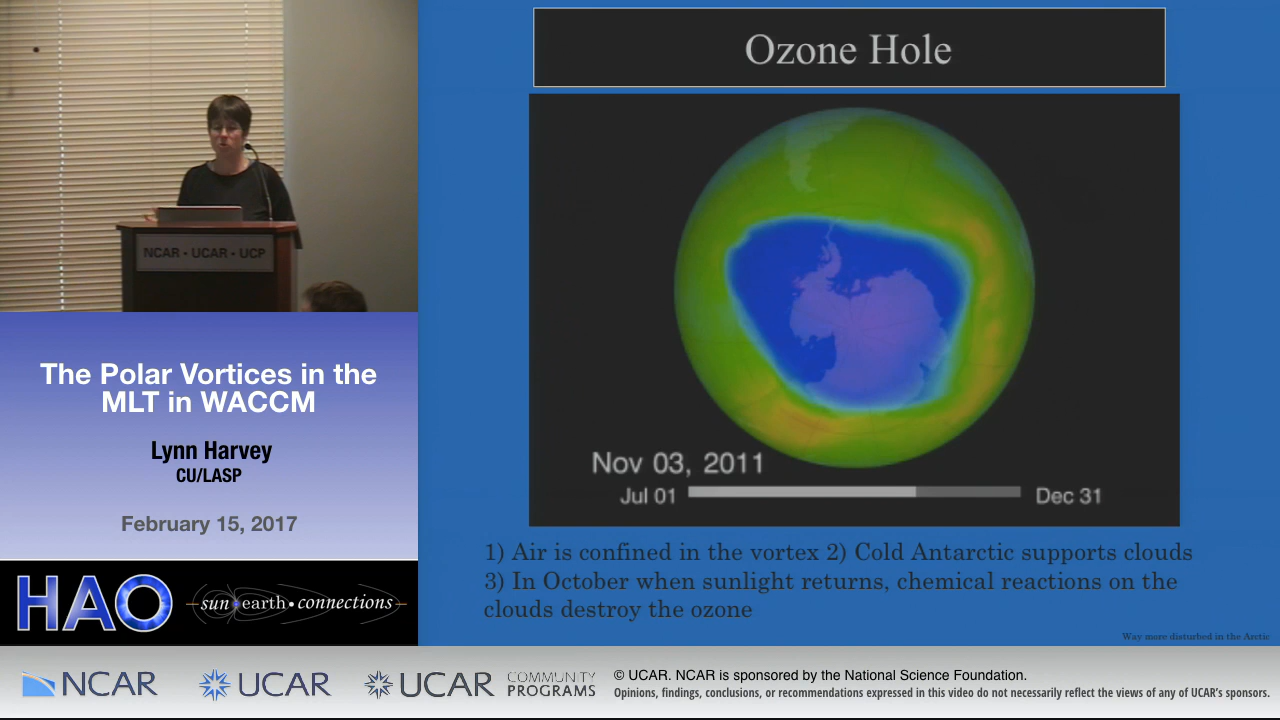 Ozone Hole
NCAR • UCAR • UCP
Nov 03, 2011
Jul 01
Dec 31
1) Air is confined in the vortex 2) Cold Antarctic supports clouds
3) In October when sunlight returns, chemical reactions on the
clouds destroy the ozone
Way more disturbed in the Arctic
The Polar Vortices in the
MLT in WACCM
Lynn Harvey
CU/LASP
February 15, 2017
HAO
sun•earth•connections
NCAR
UCAR
UCAR
COMMUNITY
PROGRAMS
© UCAR. NCAR is sponsored by the National Science Foundation.
Opinions, findings, conclusions, or recommendations expressed in this video do not necessarily reflect the views of any of UCAR's sponsors.